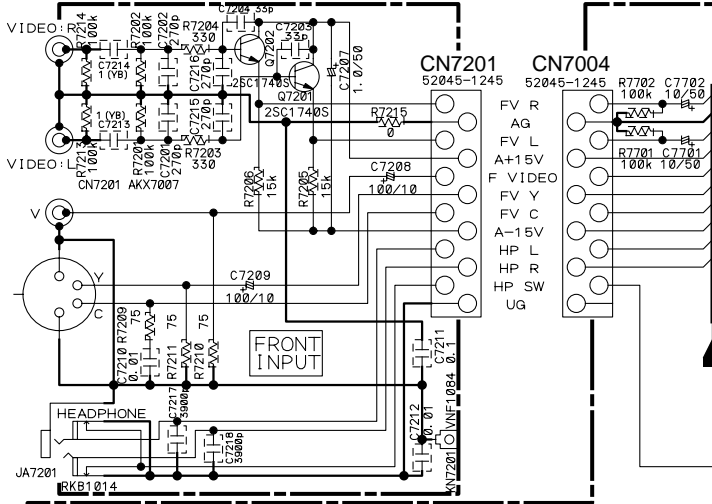 VIDEO:R
R7214
100k
C7214
1 (YB)
R7202
100k
C7202
270p
R7204
330
C7204 33p
Q7202
C7203
33p
C7207
1.0/50
C7216
270p
2SC1740S
Q7201
2SC1740S
1 (YB)
C7213
C7215
270p
VIDEO:L
R7213
100k
R7201
100k
C7201
270p
R7203
330
CN7201 AKX7007
R7206
15k
R7205
15k
R7215
0
C7208
100/10
CN7201
52045-1245
CN7004
52045-1245
FV R
AG
FV L
A+15V
F VIDEO
FV Y
FV C
A-15V
HP L
HP R
HP SW
UG
R7702
100k
C7702
10/50
R7701
100k
C7701
10/50
V
Y
C
C7209
100/10
R7209
75
C7210
0.01
R7211
75
R7210
75
FRONT
INPUT
C7211
0.1
HEADPHONE
C7217
3900p
C7218
3900p
C7212
0.01
VNF1084
KN7201
JA7201
RKB1014